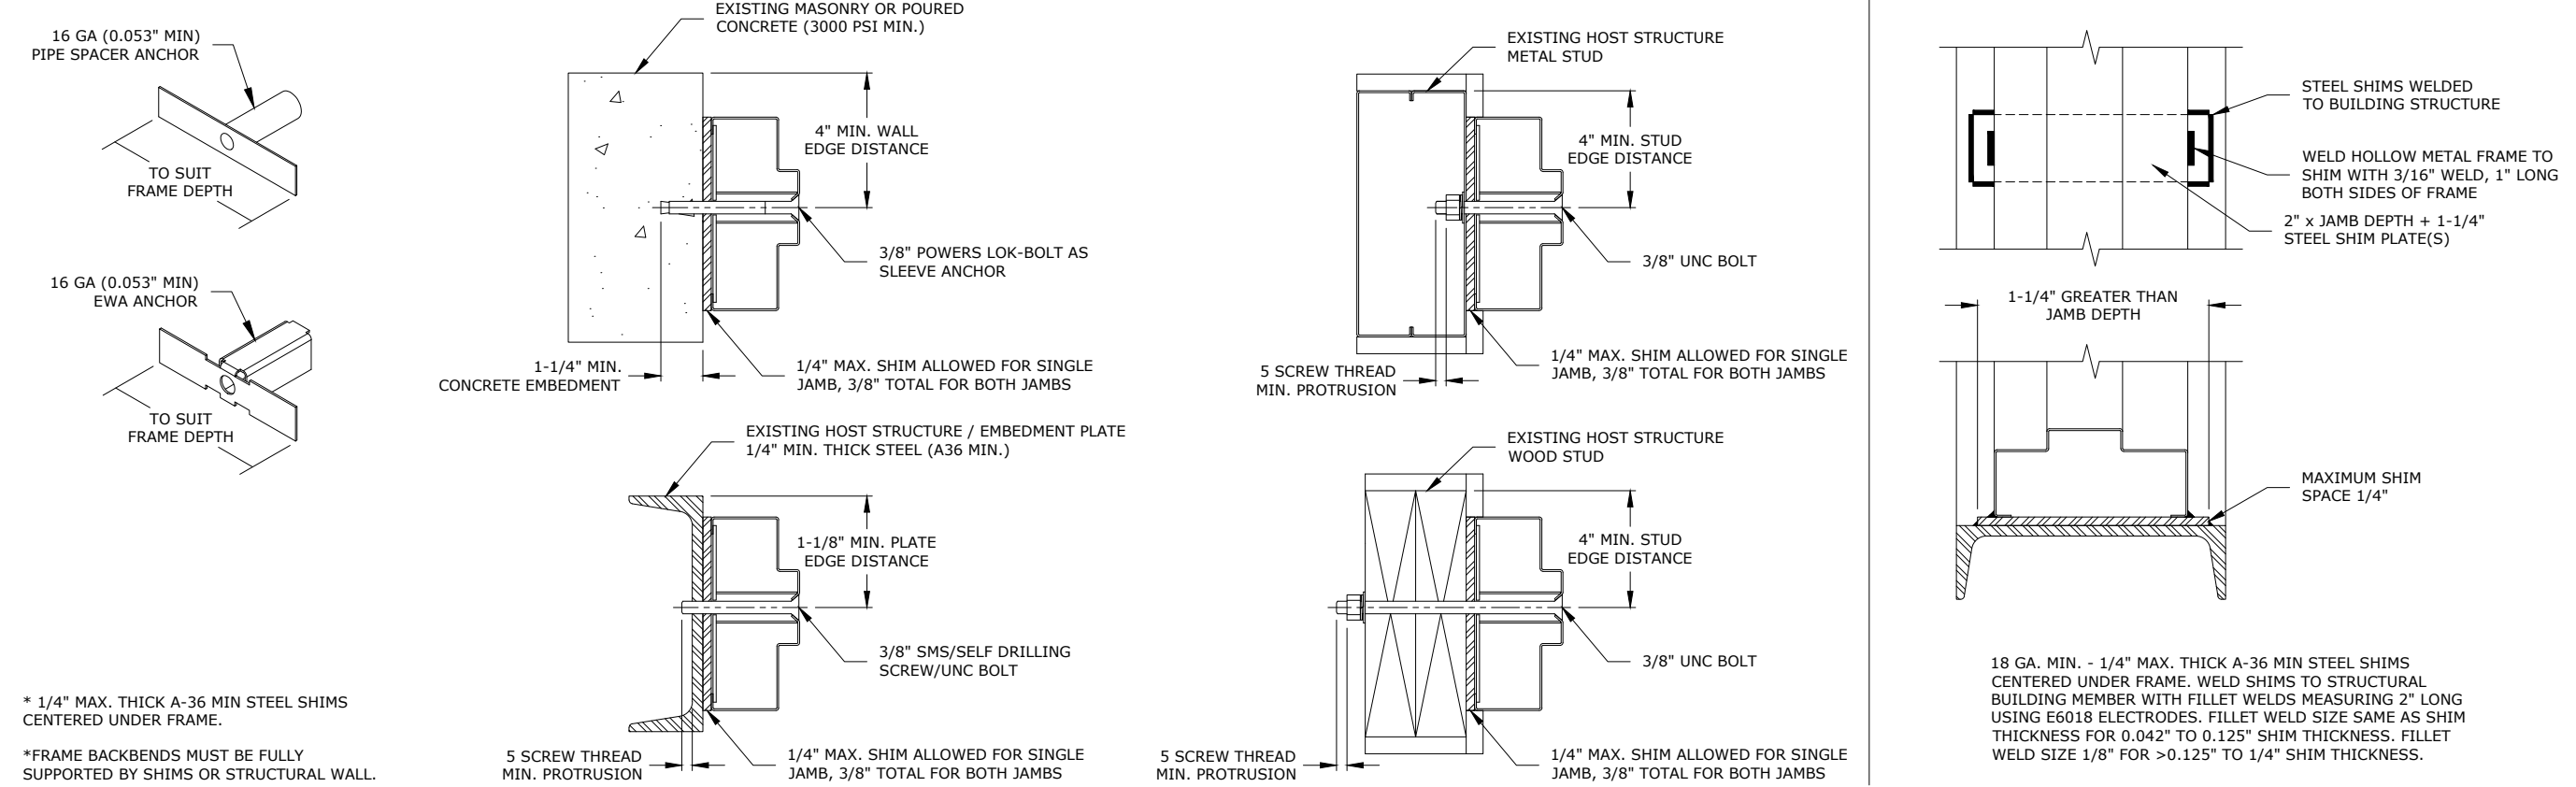 16 GA (0.053" MIN)
PIPE SPACER ANCHOR
TO SUIT
FRAME DEPTH
16 GA (0.053" MIN)
EWA ANCHOR
TO SUIT
FRAME DEPTH
* 1/4" MAX. THICK A-36 MIN STEEL SHIMS
CENTERED UNDER FRAME.
*FRAME BACKBENDS MUST BE FULLY
SUPPORTED BY SHIMS OR STRUCTURAL WALL.
EXISTING MASONRY OR POURED
CONCRETE (3000 PSI MIN.)
4" MIN. WALL
EDGE DISTANCE
3/8" POWERS LOK-BOLT AS
SLEEVE ANCHOR
1-1/4" MIN.
CONCRETE EMBEDMENT
1/4" MAX. SHIM ALLOWED FOR SINGLE
JAMB, 3/8" TOTAL FOR BOTH JAMBS
EXISTING HOST STRUCTURE / EMBEDMENT PLATE
1/4" MIN. THICK STEEL (A36 MIN.)
1-1/8" MIN. PLATE
EDGE DISTANCE
3/8" SMS/SELF DRILLING
SCREW/UNC BOLT
5 SCREW THREAD
MIN. PROTRUSION
1/4" MAX. SHIM ALLOWED FOR SINGLE
JAMB, 3/8" TOTAL FOR BOTH JAMBS
EXISTING HOST STRUCTURE
METAL STUD
4" MIN. STUD
EDGE DISTANCE
3/8" UNC BOLT
5 SCREW THREAD
MIN. PROTRUSION
1/4" MAX. SHIM ALLOWED FOR SINGLE
JAMB, 3/8" TOTAL FOR BOTH JAMBS
EXISTING HOST STRUCTURE
WOOD STUD
4" MIN. STUD
EDGE DISTANCE
3/8" UNC BOLT
5 SCREW THREAD
MIN. PROTRUSION
1/4" MAX. SHIM ALLOWED FOR SINGLE
JAMB, 3/8" TOTAL FOR BOTH JAMBS
STEEL SHIMS WELDED
TO BUILDING STRUCTURE
WELD HOLLOW METAL FRAME TO
SHIM WITH 3/16" WELD, 1" LONG
BOTH SIDES OF FRAME
2" x JAMB DEPTH + 1-1/4"
STEEL SHIM PLATE(S)
1-1/4" GREATER THAN
JAMB DEPTH
MAXIMUM SHIM
SPACE 1/4"
18 GA. MIN. - 1/4" MAX. THICK A-36 MIN STEEL SHIMS
CENTERED UNDER FRAME. WELD SHIMS TO STRUCTURAL
BUILDING MEMBER WITH FILLET WELDS MEASURING 2" LONG
USING E6018 ELECTRODES. FILLET WELD SIZE SAME AS SHIM
THICKNESS FOR 0.042" TO 0.125" SHIM THICKNESS. FILLET
WELD SIZE 1/8" FOR >0.125" TO 1/4" SHIM THICKNESS.